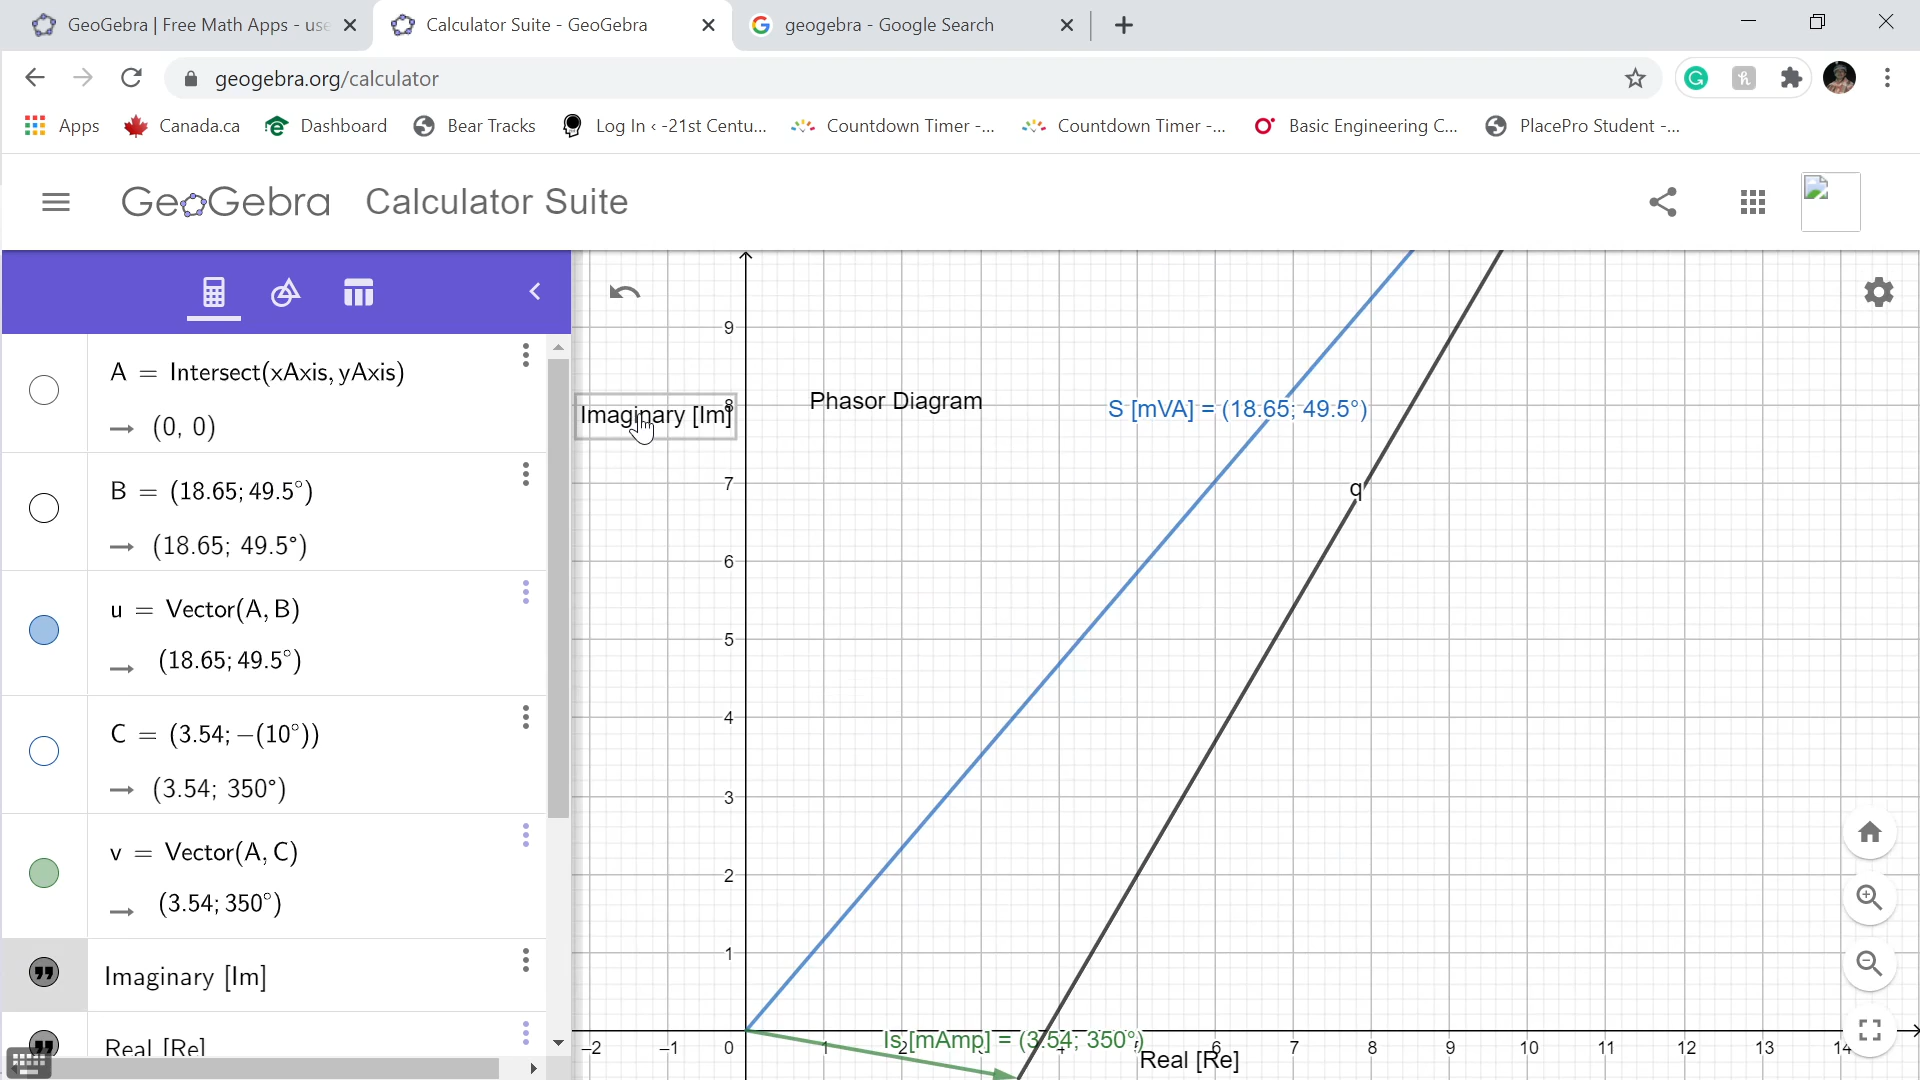 GeoGebra | Free Math Apps - use
Calculator Suite - GeoGebra
geogebra - Google Search
geogebra.org/calculator
Apps
Canada.ca
Dashboard
Bear Tracks
Log In ‹ -21st Centu...
Countdown Timer -...
Countdown Timer -...
Basic Engineering C...
PlacePro Student -...
GeoGebra
Calculator Suite
A = Intersect(xAxis, yAxis)
→ (0, 0)
B = (18.65; 49.5°)
→ (18.65; 49.5°)
u = Vector(A, B)
→ (18.65; 49.5°)
C = (3.54; −(10°))
→ (3.54; 350°)
v = Vector(A, C)
→ (3.54; 350°)
Imaginary [Im]
Real [Re]
Imaginary [Im]
Phasor Diagram
S [mVA] = (18.65; 49.5°)
q
Is [mAmp] = (3.54; 350°)
Real [Re]
9
8
7
6
5
4
3
2
1
-2 -1 0 1 2 4 6 7 8 9 10 11 12 13 14